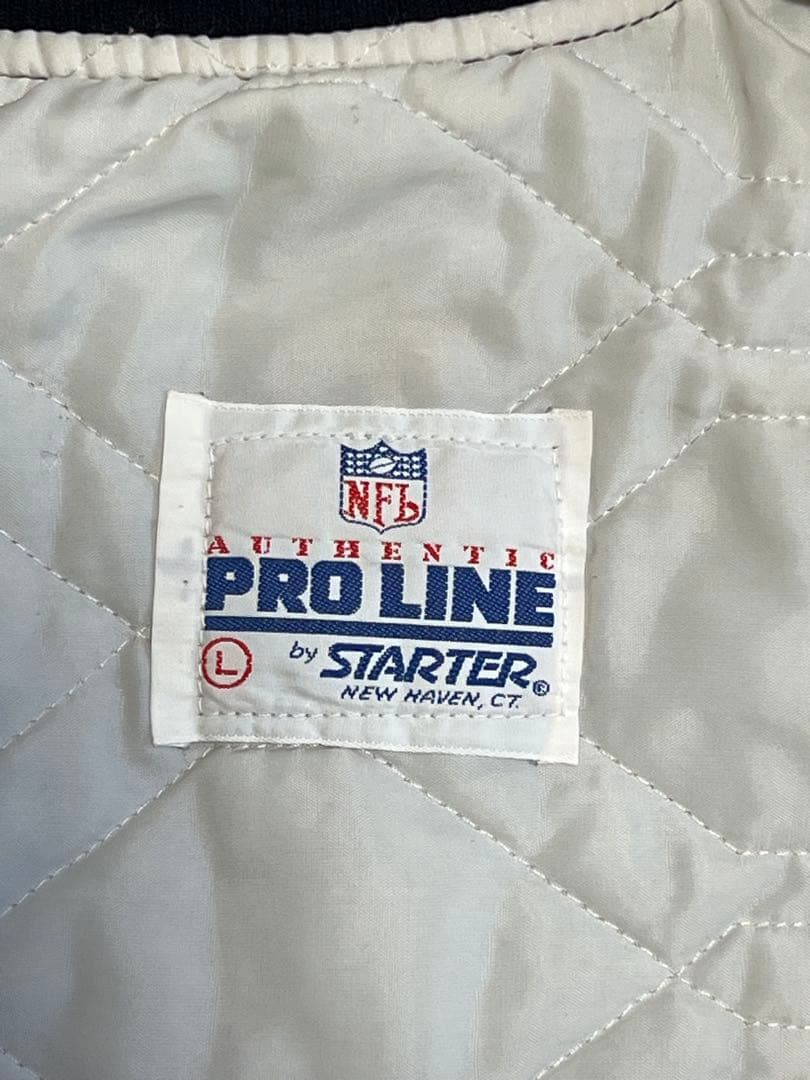 NFL
AUTHENTIC
PRO LINE
L by STARTER®
NEW HAVEN, CT.